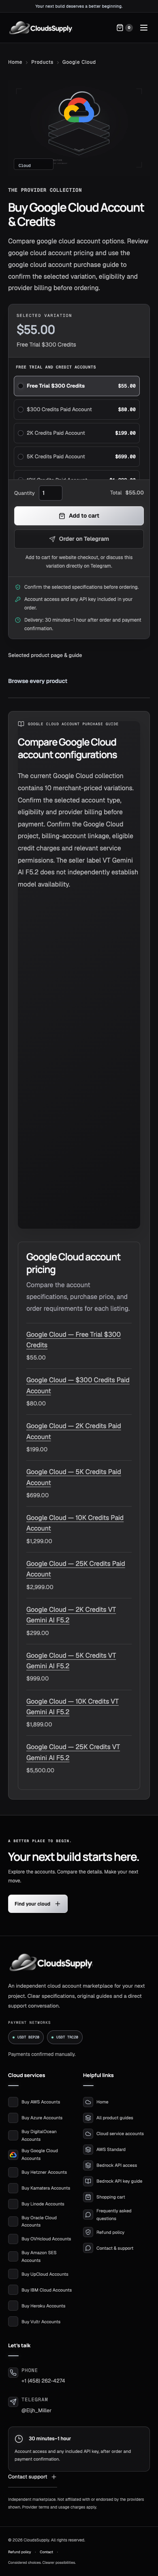 Your next build deserves a better beginning.
CloudsSupply
0
Home › Products › Google Cloud
Cloud
THE PROVIDER COLLECTION
Buy Google Cloud Account
& Credits
Compare google cloud account options. Review
google cloud account pricing and use the
google cloud account purchase guide to
confirm the selected variation, eligibility and
provider billing before ordering.
SELECTED VARIATION
$55.00
Free Trial $300 Credits
FREE TRIAL AND CREDIT ACCOUNTS
Free Trial $300 Credits $55.00
$300 Credits Paid Account $80.00
2K Credits Paid Account $199.00
5K Credits Paid Account $699.00
Quantity 1 Total $55.00
Add to cart
Order on Telegram
Add to cart for website checkout, or discuss this
variation directly on Telegram.
Confirm the selected specifications before ordering.
Account access and any API key included in your
order.
Delivery: 30 minutes–1 hour after order and payment
confirmation.
Selected product page & guide
Browse every product
GOOGLE CLOUD ACCOUNT PURCHASE GUIDE
Compare Google Cloud
account configurations
The current Google Cloud collection
contains 10 merchant-priced variations.
Confirm the selected account type,
eligibility and provider billing before
payment. Confirm the Google Cloud
project, billing-account linkage, eligible
usage charges and relevant service
permissions. The seller label VT Gemini
AI F5.2 does not independently establish
model availability.
Google Cloud account
pricing
Compare the account
specifications, purchase price, and
order requirements for each listing.
Google Cloud — Free Trial $300
Credits
$55.00
Google Cloud — $300 Credits Paid
Account
$80.00
Google Cloud — 2K Credits Paid
Account
$199.00
Google Cloud — 5K Credits Paid
Account
$699.00
Google Cloud — 10K Credits Paid
Account
$1,299.00
Google Cloud — 25K Credits Paid
Account
$2,999.00
Google Cloud — 2K Credits VT
Gemini AI F5.2
$299.00
Google Cloud — 5K Credits VT
Gemini AI F5.2
$999.00
Google Cloud — 10K Credits VT
Gemini AI F5.2
$1,899.00
Google Cloud — 25K Credits VT
Gemini AI F5.2
$5,500.00
A BETTER PLACE TO BEGIN.
Your next build starts here.
Explore the accounts. Compare the details. Make your next
move.
Find your cloud +
CloudsSupply
An independent cloud account marketplace for your next
project. Clear specifications, original guides and a direct
support conversation.
PAYMENT NETWORKS
USDT BEP20 USDT TRC20
Payments confirmed manually.
Cloud services
Buy AWS Accounts
Buy Azure Accounts
Buy DigitalOcean
Accounts
Buy Google Cloud
Accounts
Buy Hetzner Accounts
Buy Kamatera Accounts
Buy Linode Accounts
Buy Oracle Cloud
Accounts
Buy OVHcloud Accounts
Buy Amazon SES
Accounts
Buy UpCloud Accounts
Buy IBM Cloud Accounts
Buy Heroku Accounts
Buy Vultr Accounts
Helpful links
Home
All product guides
Cloud service accounts
AWS Standard
Bedrock API access
Bedrock API key guide
Shopping cart
Frequently asked
questions
Refund policy
Contact & support
Let's talk
PHONE
+1 (458) 262-4274
TELEGRAM
@Eljh_Miller
30 minutes–1 hour
Account access and any included API key, after order and
payment confirmation.
Contact support +
Independent marketplace. Not affiliated with or endorsed by the providers
shown. Provider terms and usage charges apply.
© 2026 CloudsSupply. All rights reserved.
Refund policy · Contact ·
Considered choices. Clearer possibilities.